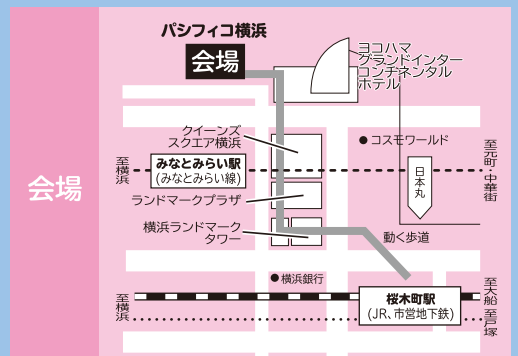 パシフィコ横浜
会場
ヨコハマ
グランドインター
コンチネンタル
ホテル
クイーンズ
スクエア横浜
コスモワールド
至横浜
みなとみらい駅
(みなとみらい線)
至元町・中華街
日本丸
会場
ランドマークプラザ
横浜ランドマーク
タワー
動く歩道
横浜銀行
至横浜
桜木町駅
(JR、市営地下鉄)
至大船
至戸塚